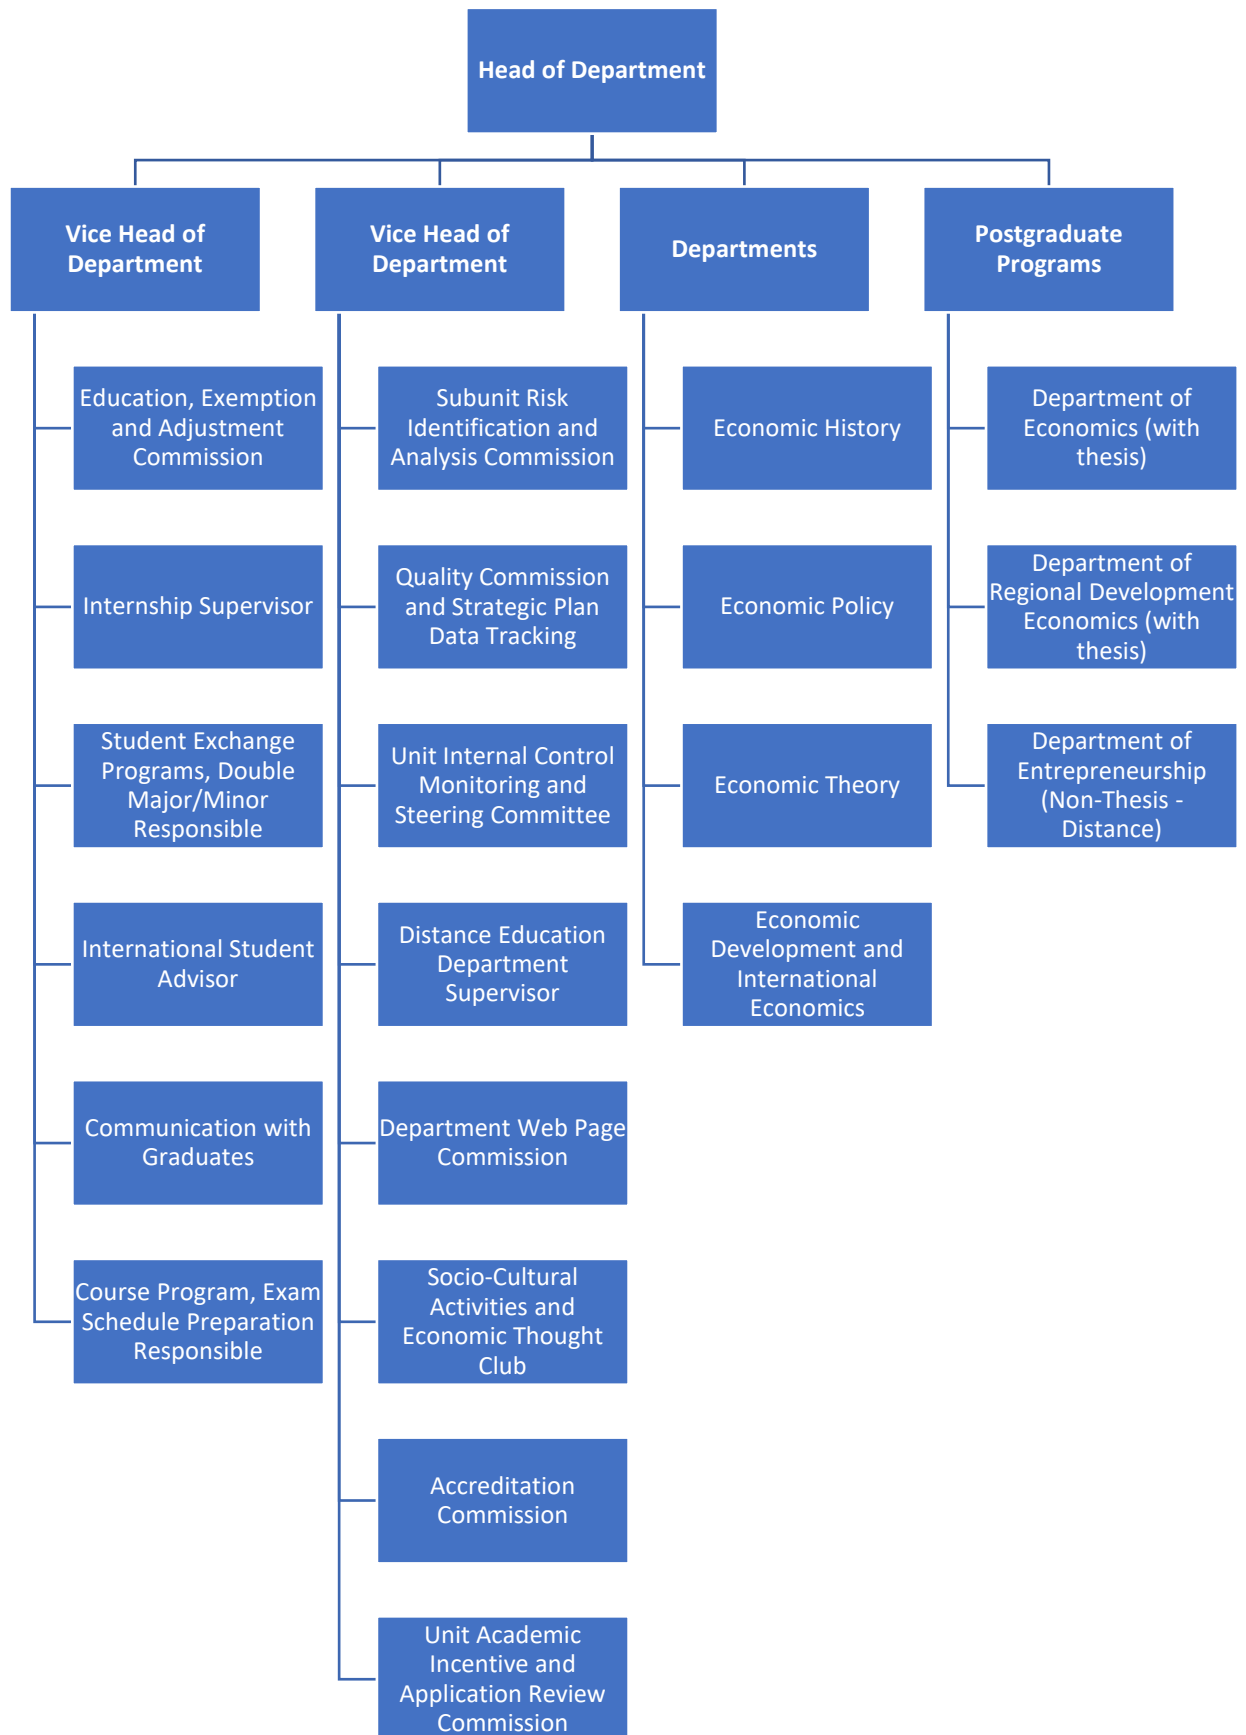 Head of Department
Vice Head of
Department
Vice Head of
Department
Departments
Postgraduate
Programs
Education, Exemption
and Adjustment
Commission
Internship Supervisor
Student Exchange
Programs, Double
Major/Minor
Responsible
International Student
Advisor
Communication with
Graduates
Course Program, Exam
Schedule Preparation
Responsible
Subunit Risk
Identification and
Analysis Commission
Quality Commission
and Strategic Plan
Data Tracking
Unit Internal Control
Monitoring and
Steering Committee
Distance Education
Department
Supervisor
Department Web Page
Commission
Socio-Cultural
Activities and
Economic Thought
Club
Accreditation
Commission
Unit Academic
Incentive and
Application Review
Commission
Economic History
Economic Policy
Economic Theory
Economic
Development and
International
Economics
Department of
Economics (with
thesis)
Department of
Regional Development
Economics (with
thesis)
Department of
Entrepreneurship
(Non-Thesis -
Distance)